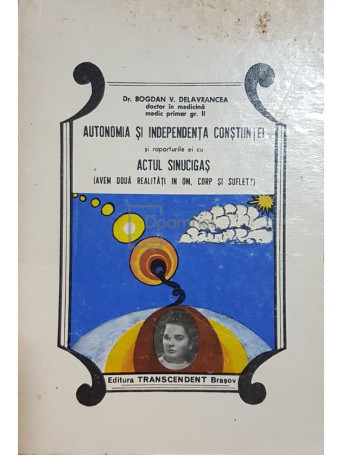 Dr. BOGDAN V. DELAVRANCEA
doctor în medicină
medic primar gr. II
AUTONOMIA ȘI INDEPENDENȚA CONȘTIINȚEI
și raporturile ei cu
ACTUL SINUCIGAȘ
(AVEM DOUĂ REALITĂȚI IN OM, CORP ȘI SUFLET?)
Editura TRANSCENDENT Brașov